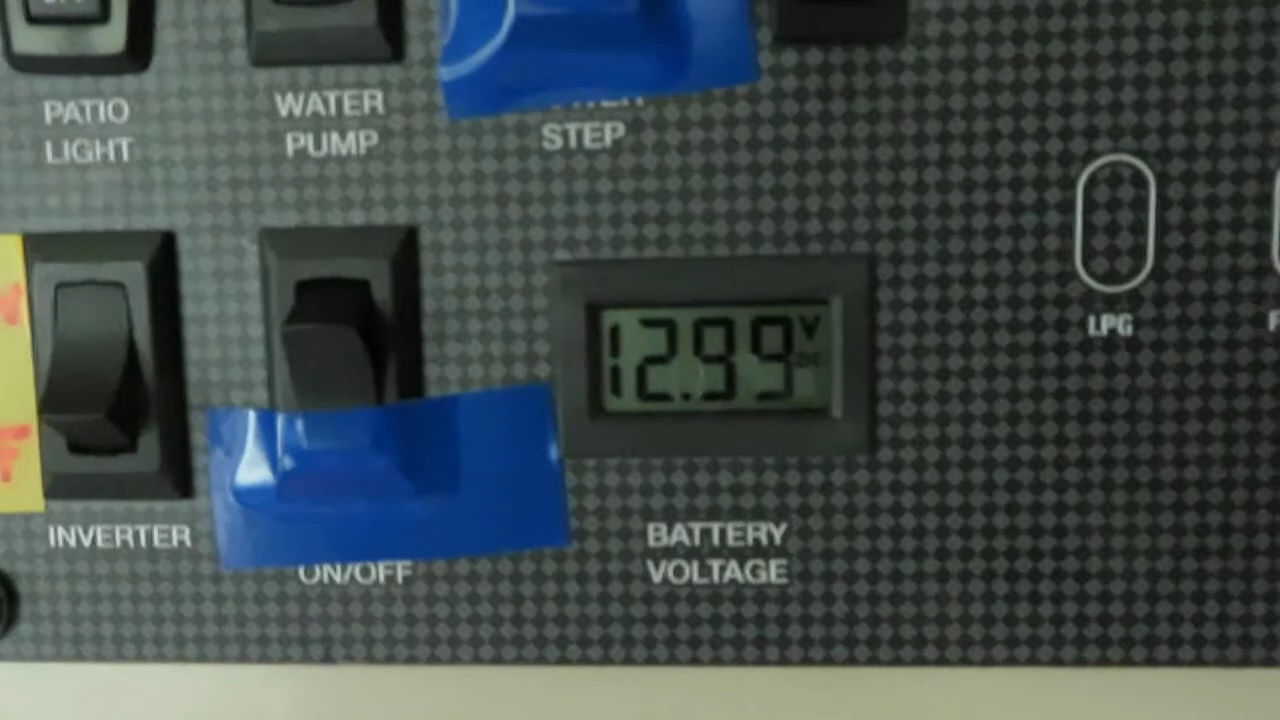 PATIO
LIGHT
WATER
PUMP
STEP
LPG
12.99 V
INVERTER
ON/OFF
BATTERY
VOLTAGE